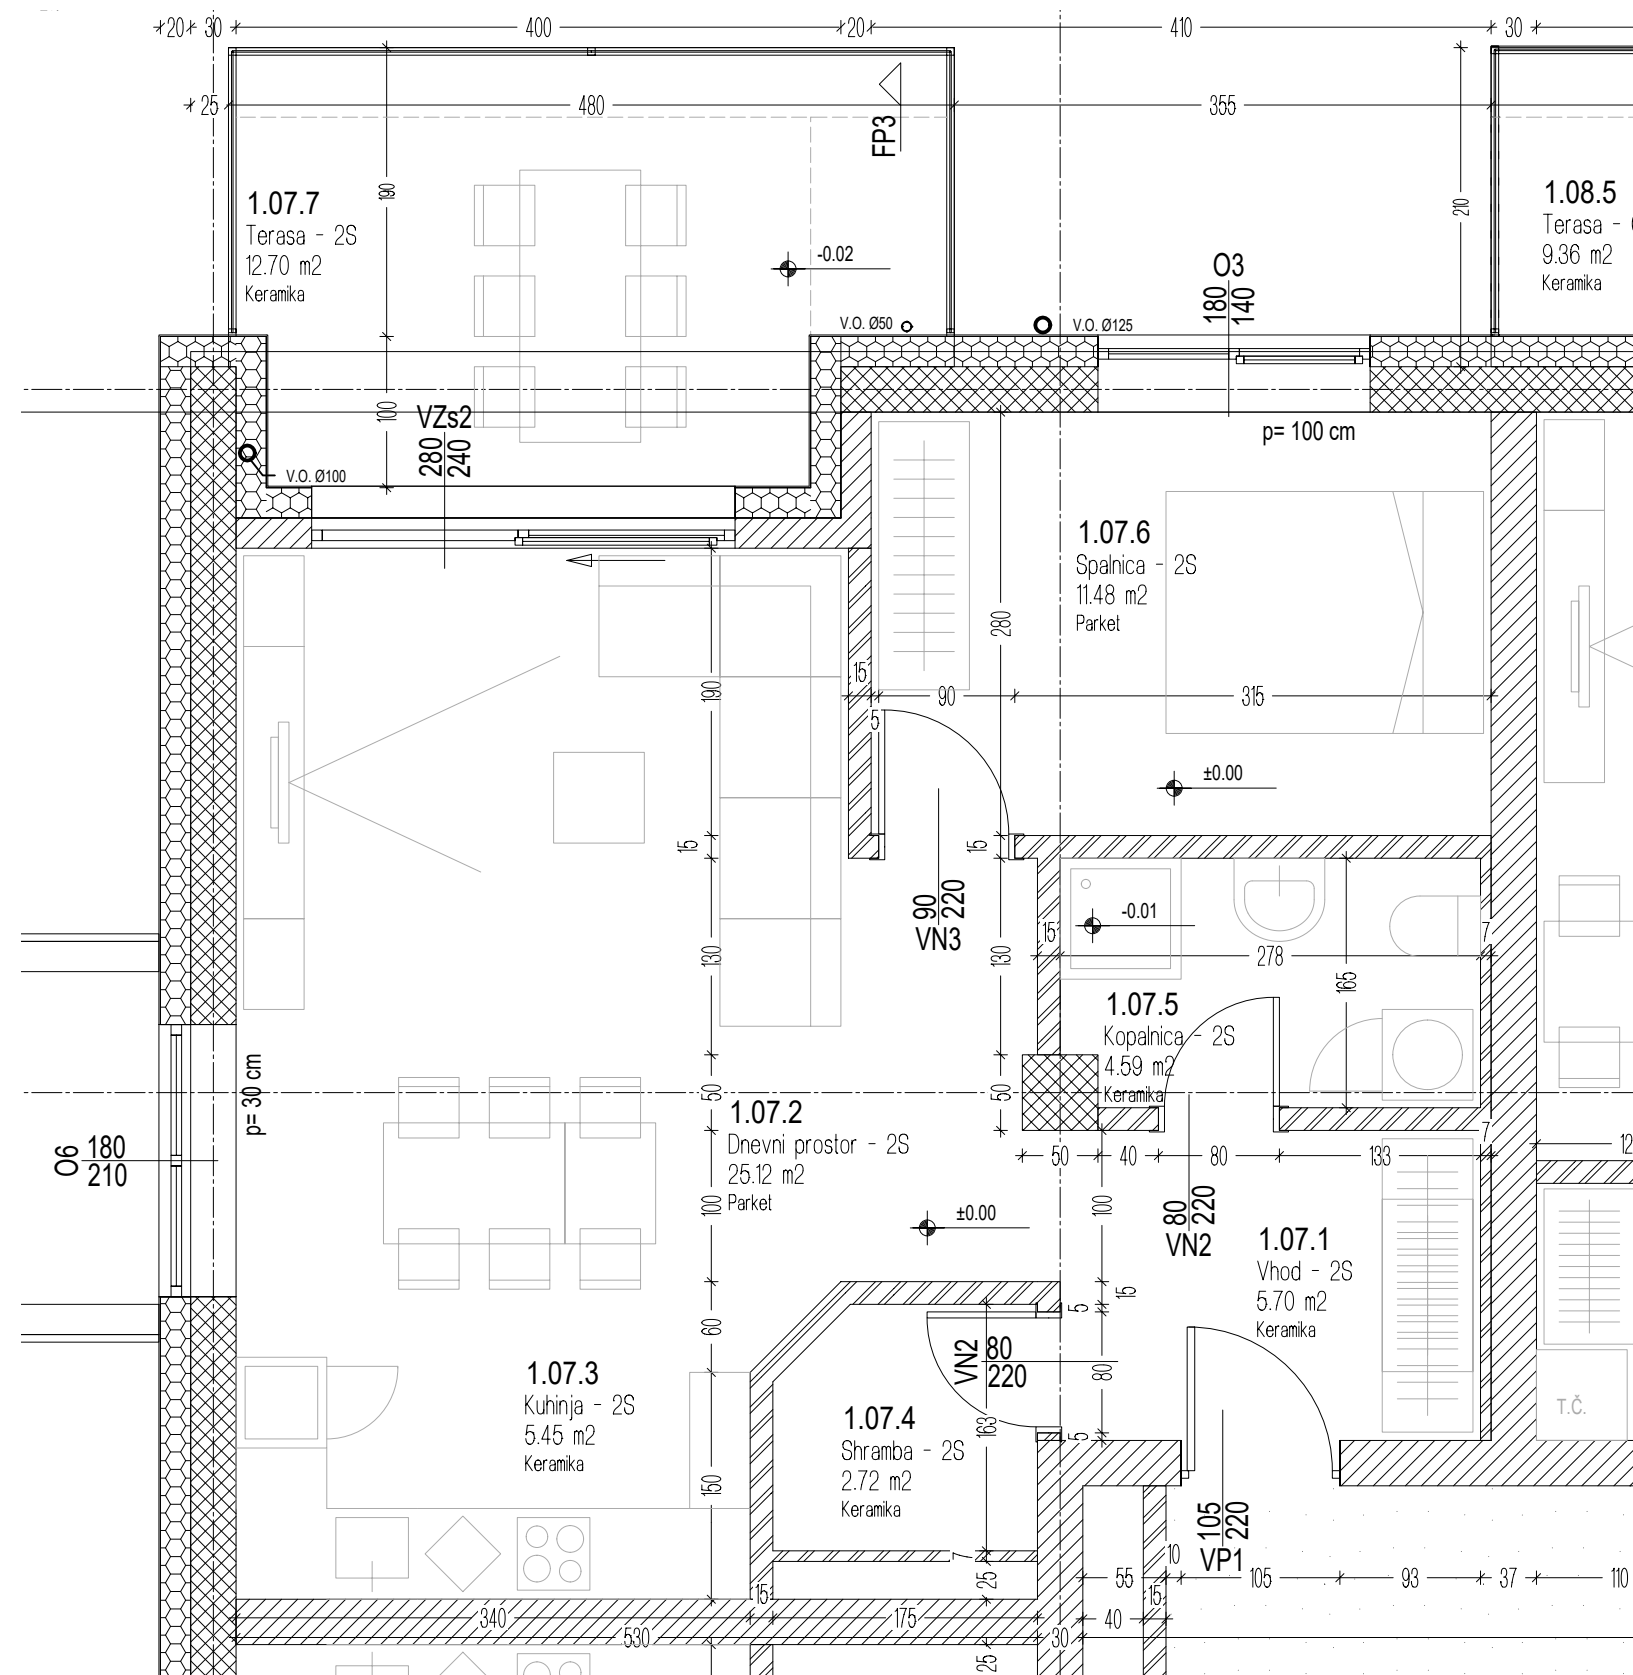 20
30
400
20
410
30
25
480
355
FP3
190
210
1.07.7
Terasa - 2S
12.70 m2
Keramika
-0.02
1.08.5
Terasa -
9.36 m2
Keramika
O3
180
140
V.O. Ø50
V.O. Ø125
100
VZs2
280
240
V.O. Ø100
p= 100 cm
1.07.6
Spalnica - 2S
11.48 m2
Parket
280
190
15
90
315
5
±0.00
15
15
90
220
VN3
-0.01
15
7
278
130
130
165
1.07.5
Kopalnica - 2S
4.59 m2
Keramika
p= 30 cm
50
50
1.07.2
Dnevni prostor - 2S
25.12 m2
Parket
O6
180
210
7
50
40
80
133
12
100
100
80
220
VN2
±0.00
1.07.1
Vhod - 2S
5.70 m2
Keramika
15
5
60
VN2
80
220
80
1.07.3
Kuhinja - 2S
5.45 m2
Keramika
1.07.4
Shramba - 2S
2.72 m2
Keramika
163
5
T.Č.
150
105
220
VP1
7
25
10
55
105
93
37
110
15
15
340
175
40
530
30
25